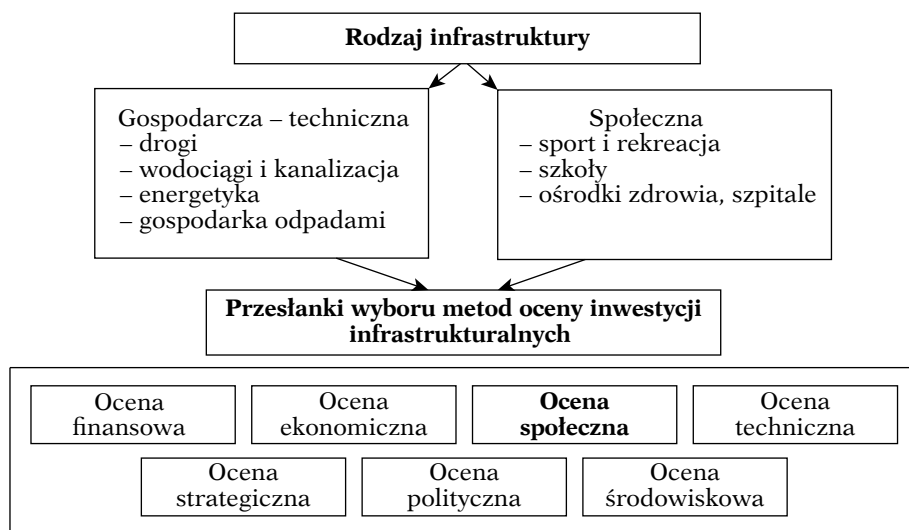 Rodzaj infrastruktury
Gospodarcza – techniczna
– drogi
– wodociągi i kanalizacja
– energetyka
– gospodarka odpadami
Społeczna
– sport i rekreacja
– szkoły
– ośrodki zdrowia, szpitale
Przesłanki wyboru metod oceny inwestycji
infrastrukturalnych
Ocena
finansowa
Ocena
ekonomiczna
Ocena
społeczna
Ocena
techniczna
Ocena
strategiczna
Ocena
polityczna
Ocena
środowiskowa